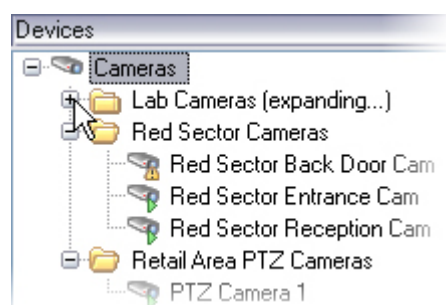 Devices
Cameras
Lab Cameras (expanding...)
Red Sector Cameras
Red Sector Back Door Cam
Red Sector Entrance Cam
Red Sector Reception Cam
Retail Area PTZ Cameras
PTZ Camera 1